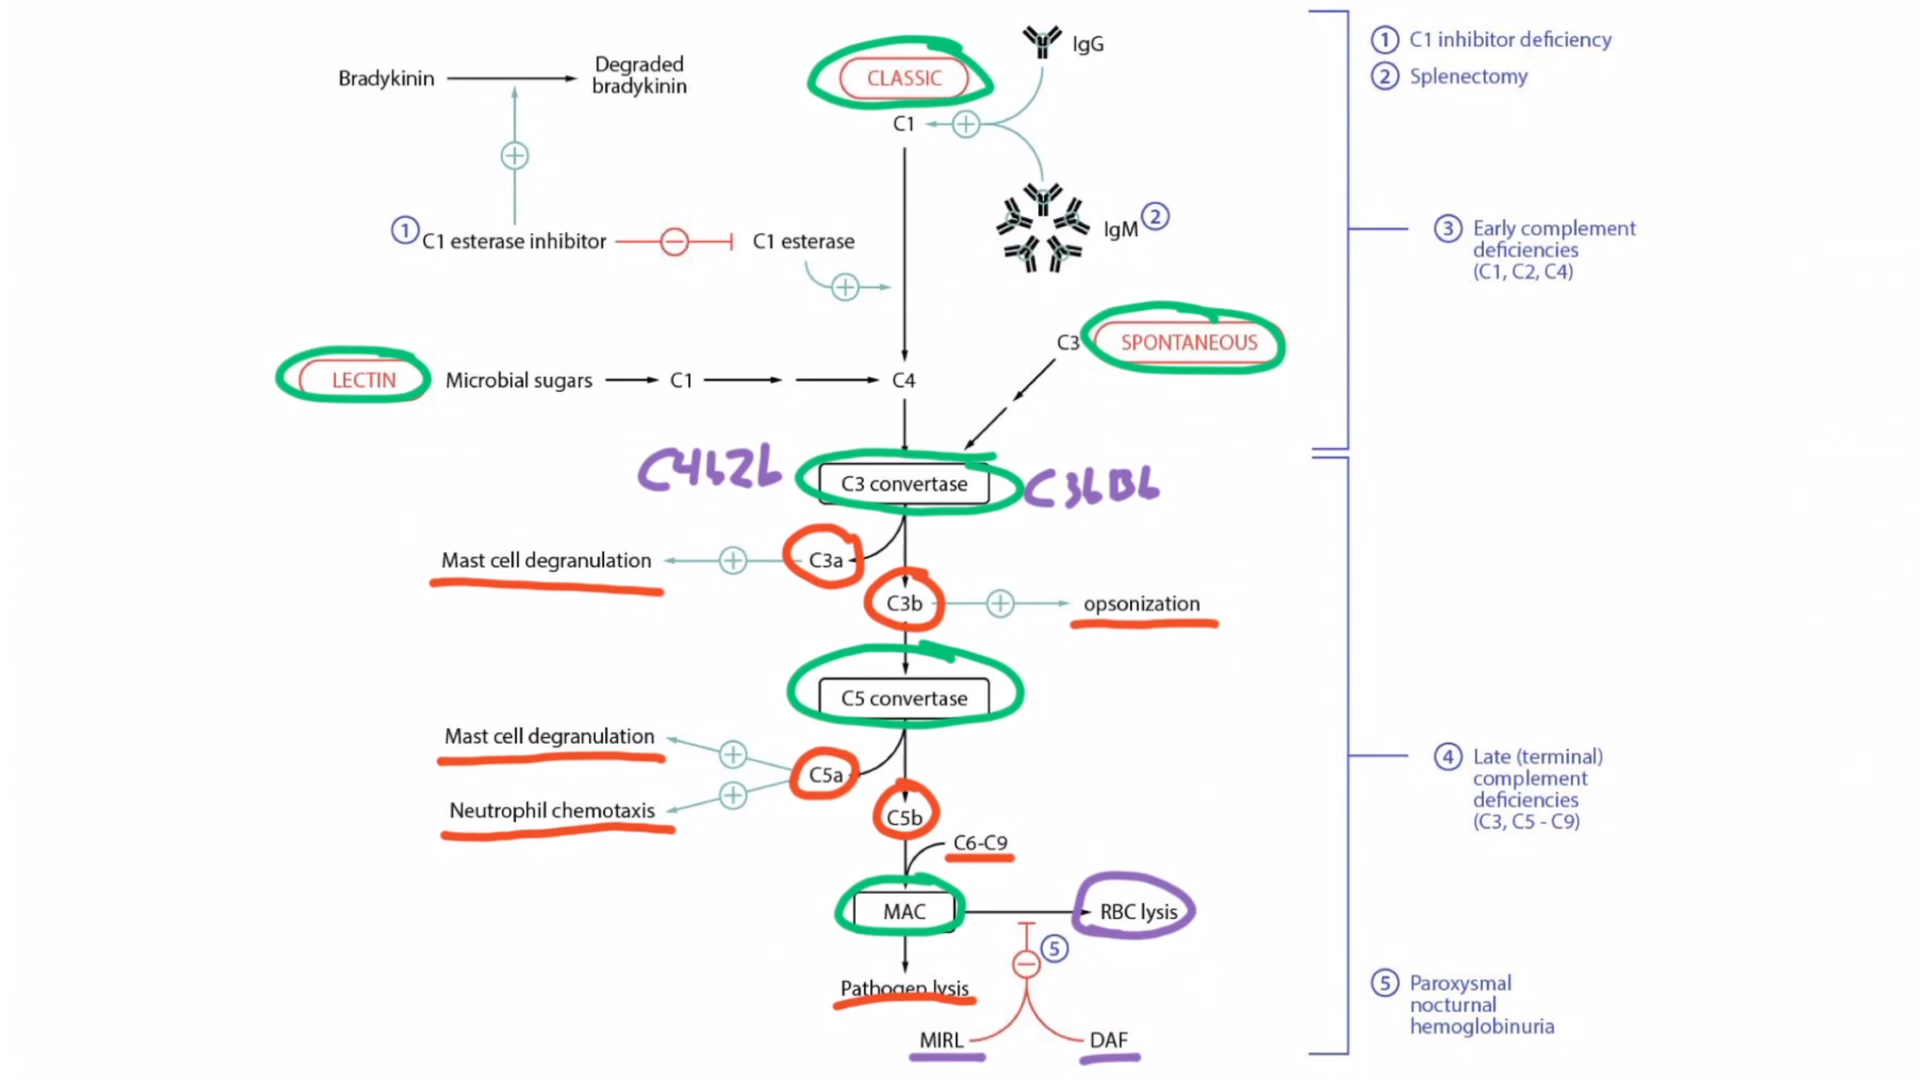 IgG
1 C1 inhibitor deficiency
2 Splenectomy
Bradykinin
Degraded
bradykinin
CLASSIC
C1
1 C1 esterase inhibitor
C1 esterase
IgM 2
3 Early complement
deficiencies
(C1, C2, C4)
C3 SPONTANEOUS
LECTIN Microbial sugars
C1
C4
C4b2b
C3 convertase
C3bBb
Mast cell degranulation
C3a
C3b
opsonization
C5 convertase
Mast cell degranulation
Neutrophil chemotaxis
C5a
C5b
C6-C9
4 Late (terminal)
complement
deficiencies
(C3, C5 - C9)
MAC
RBC lysis
5
Pathogen lysis
MIRL
DAF
5 Paroxysmal
nocturnal
hemoglobinuria